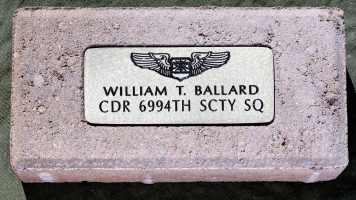 WILLIAM T. BALLARD
CDR 6994TH SCTY SQ